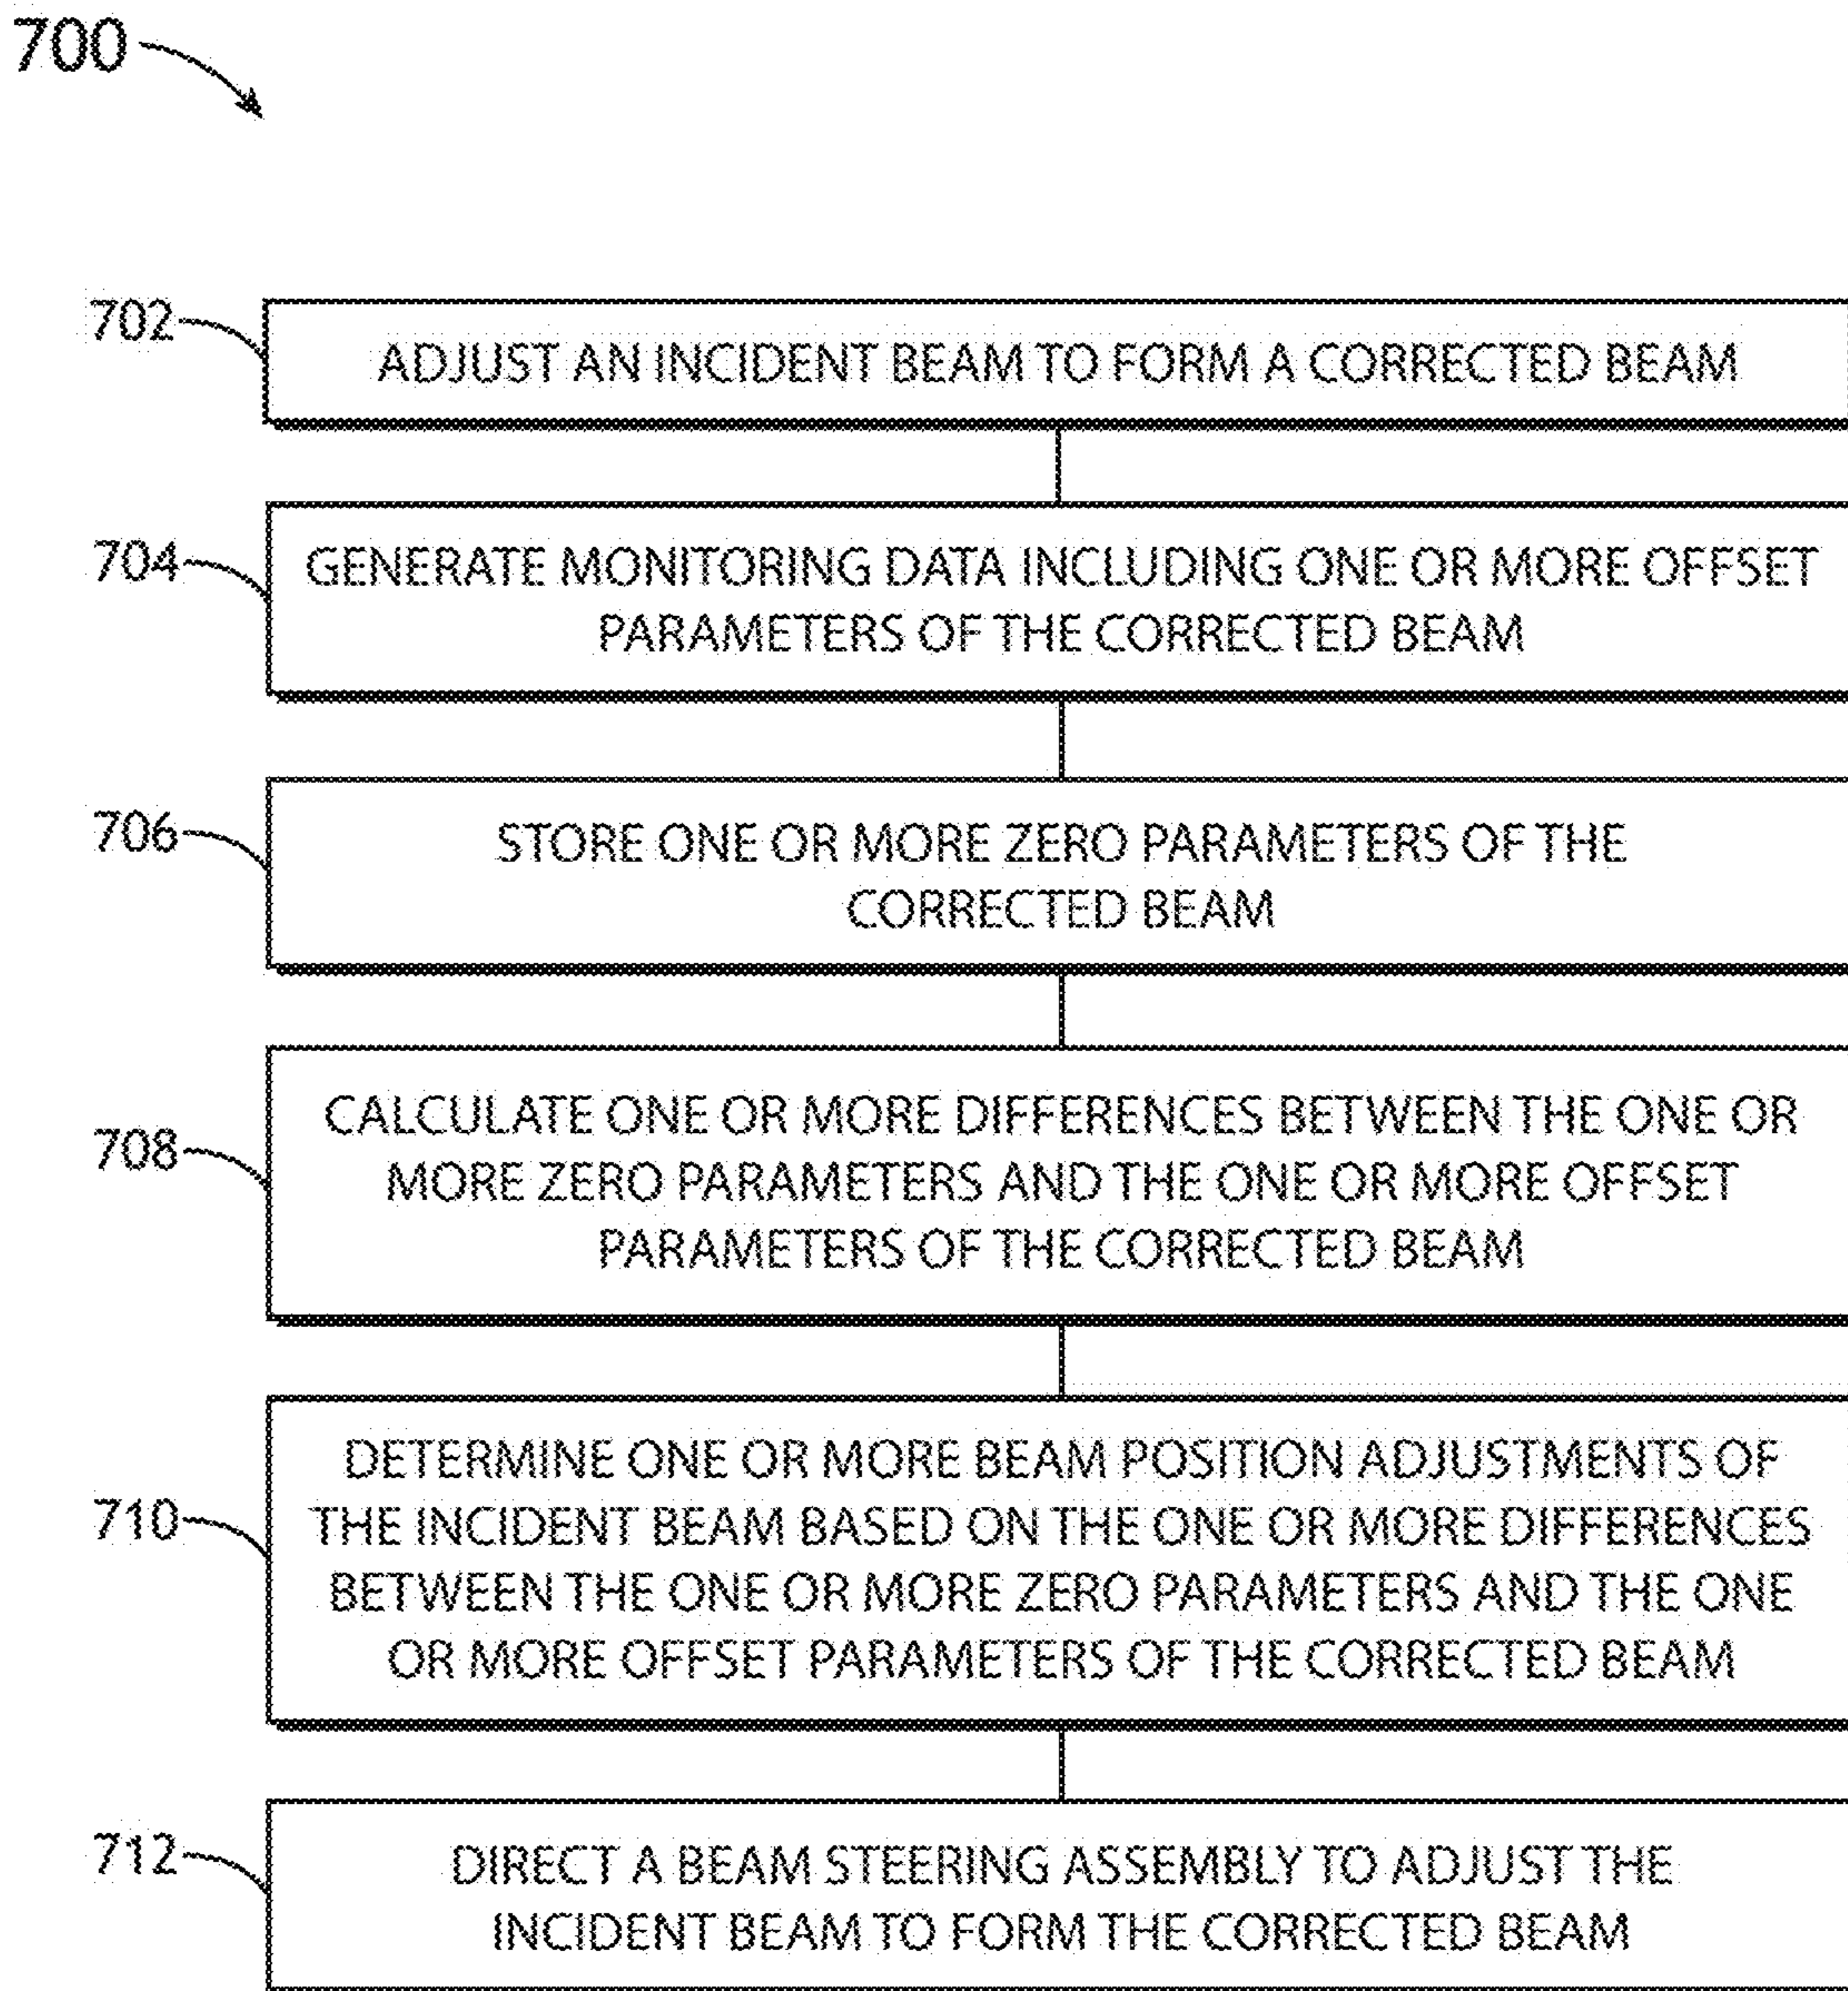 700
702
ADJUST AN INCIDENT BEAM TO FORM A CORRECTED BEAM
704
GENERATE MONITORING DATA INCLUDING ONE OR MORE OFFSET
PARAMETERS OF THE CORRECTED BEAM
706
STORE ONE OR MORE ZERO PARAMETERS OF THE
CORRECTED BEAM
708
CALCULATE ONE OR MORE DIFFERENCES BETWEEN THE ONE OR
MORE ZERO PARAMETERS AND THE ONE OR MORE OFFSET
PARAMETERS OF THE CORRECTED BEAM
710
DETERMINE ONE OR MORE BEAM POSITION ADJUSTMENTS OF
THE INCIDENT BEAM BASED ON THE ONE OR MORE DIFFERENCES
BETWEEN THE ONE OR MORE ZERO PARAMETERS AND THE ONE
OR MORE OFFSET PARAMETERS OF THE CORRECTED BEAM
712
DIRECT A BEAM STEERING ASSEMBLY TO ADJUST THE
INCIDENT BEAM TO FORM THE CORRECTED BEAM